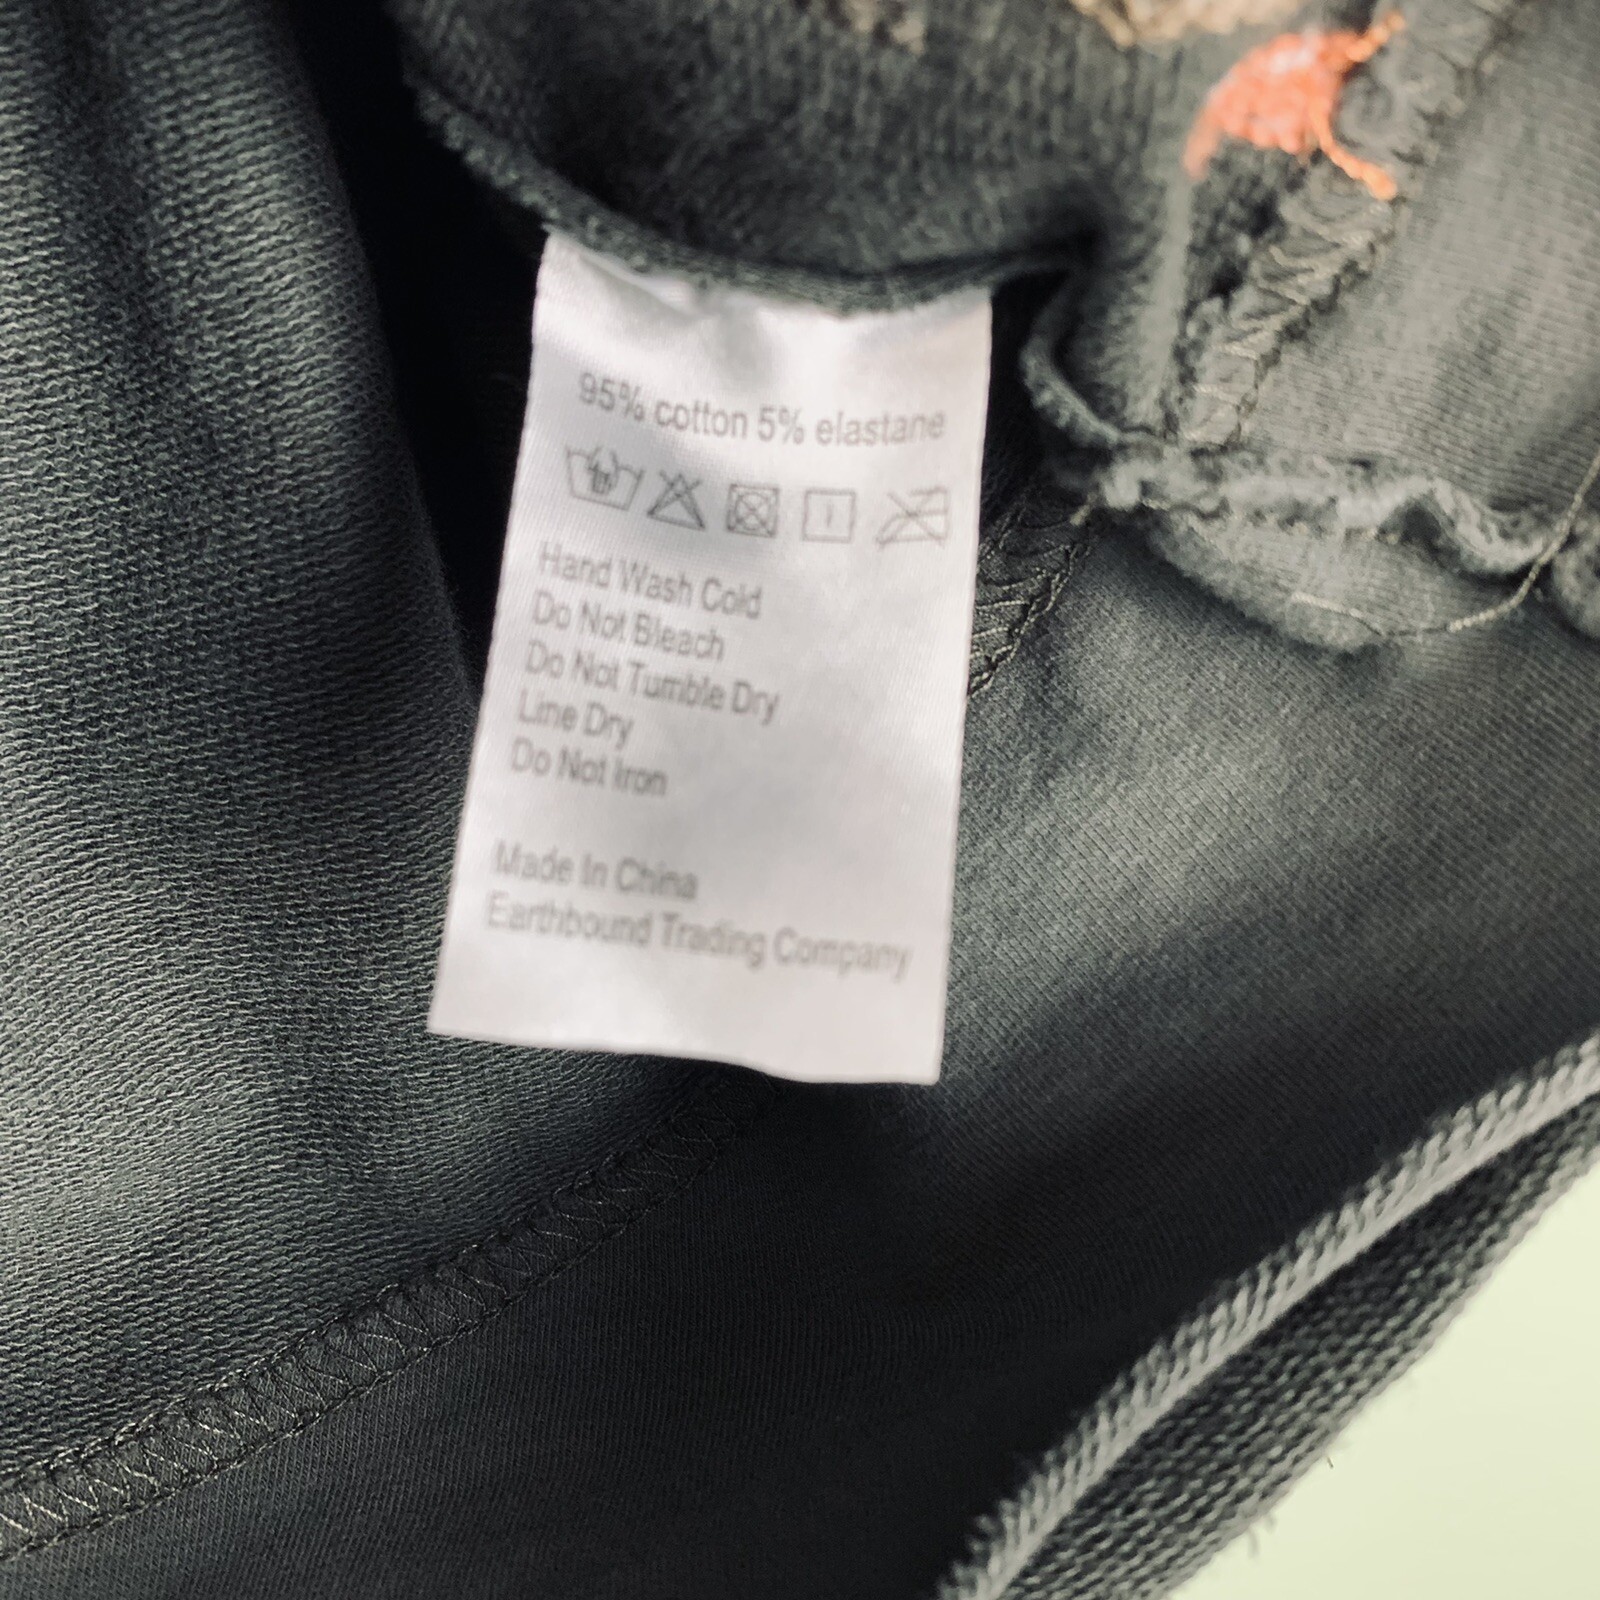 95% cotton 5% elastane
Hand Wash Cold
Do Not Bleach
Do Not Tumble Dry
Line Dry
Do Not Iron
Made In China
Earthbound Trading Company